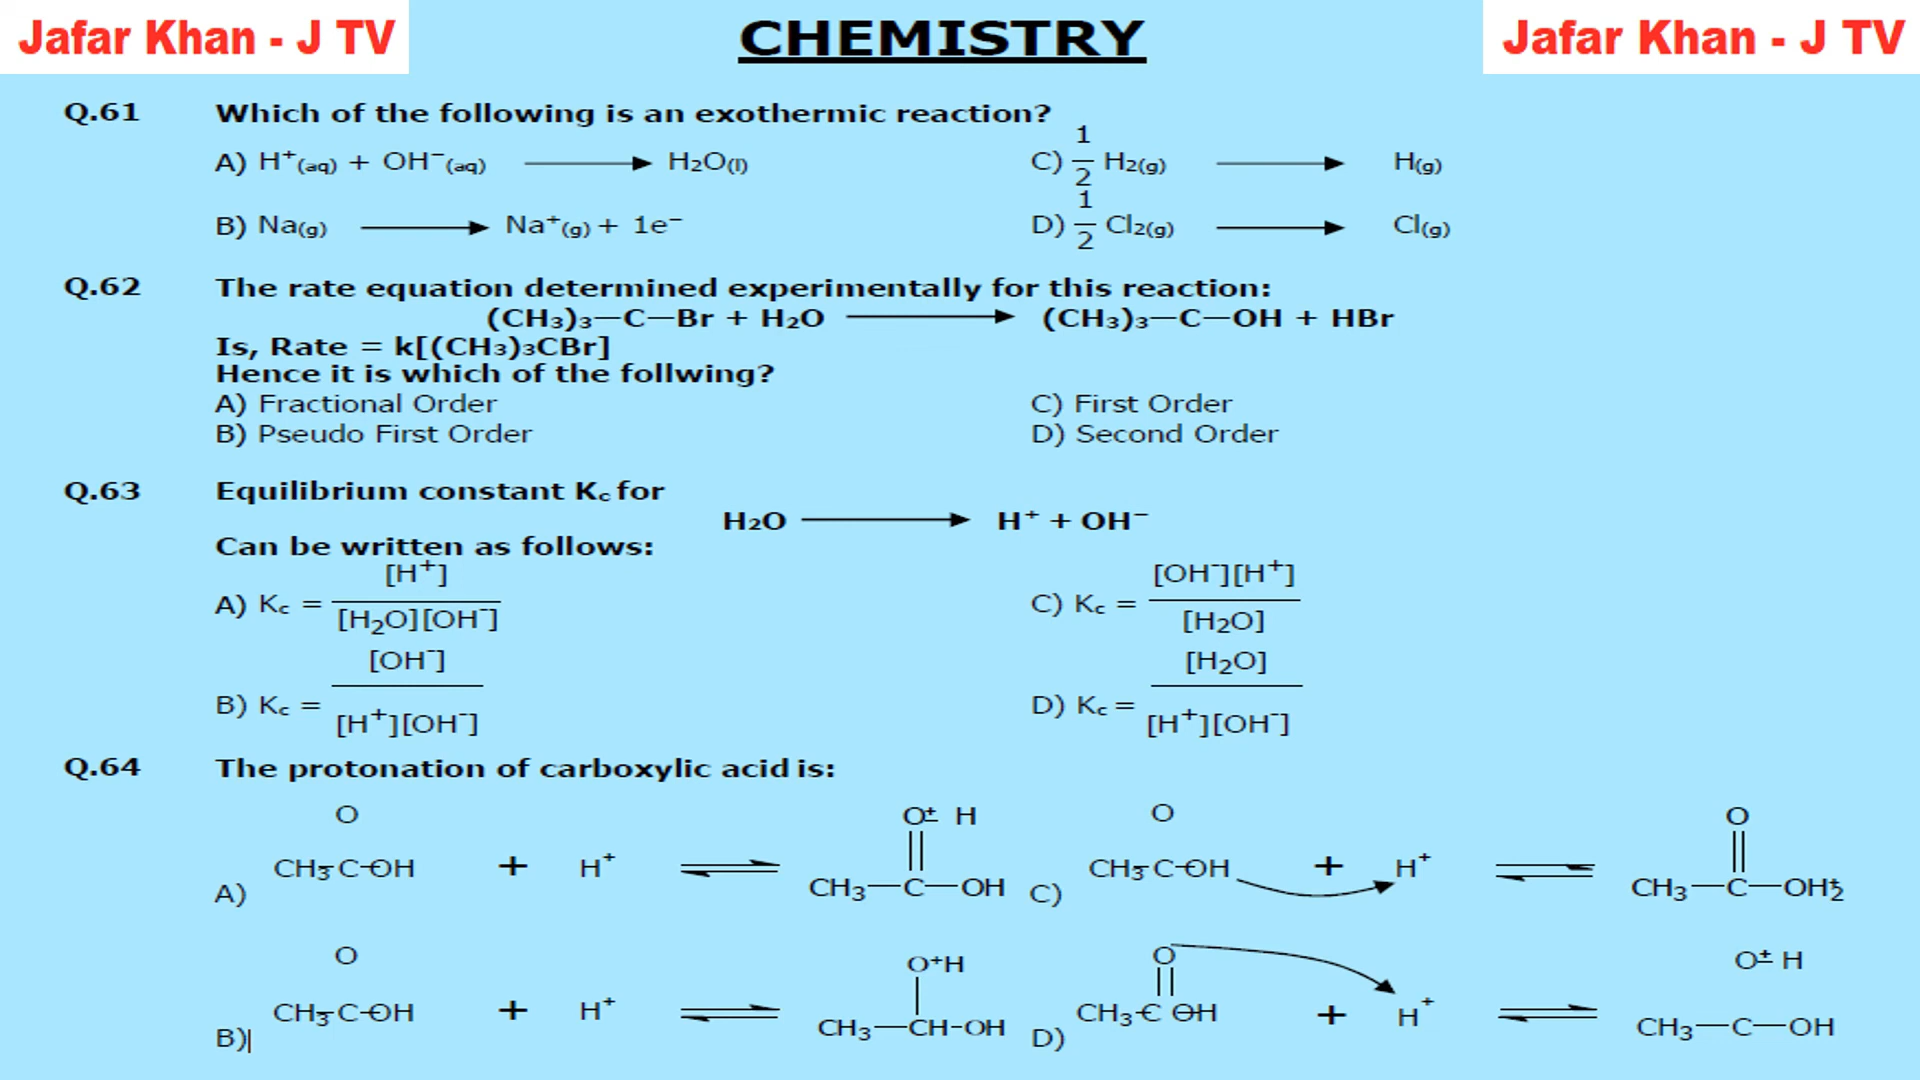 Jafar Khan - J TV CHEMISTRY Jafar Khan - J TV
Q.61 Which of the following is an exothermic reaction?
A) H⁺(aq) + OH⁻(aq) ⟶ H₂O(l) C) 1/2 H₂(g) ⟶ H(g)
B) Na(g) ⟶ Na⁺(g) + 1e⁻ D) 1/2 Cl₂(g) ⟶ Cl(g)
Q.62 The rate equation determined experimentally for this reaction:
(CH₃)₃—C—Br + H₂O ⟶ (CH₃)₃—C—OH + HBr
Is, Rate = k[(CH₃)₃CBr]
Hence it is which of the follwing?
A) Fractional Order C) First Order
B) Pseudo First Order D) Second Order
Q.63 Equilibrium constant Kc for
H₂O ⟶ H⁺ + OH⁻
Can be written as follows:
A) Kc = [H⁺] / [H₂O][OH⁻] C) Kc = [OH⁻][H⁺] / [H₂O]
B) Kc = [OH⁻] / [H⁺][OH⁻] D) Kc = [H₂O] / [H⁺][OH⁻]
Q.64 The protonation of carboxylic acid is:
O O± H O O
A) CH₃-C-OH + H⁺ ⇌ CH₃—C—OH C) CH₃-C-OH + H⁺ ⇌ CH₃—C—OH₂⁺
O O⁺H O O± H
B) CH₃-C-OH + H⁺ ⇌ CH₃—CH-OH D) CH₃-C OH + H⁺ ⇌ CH₃—C—OH